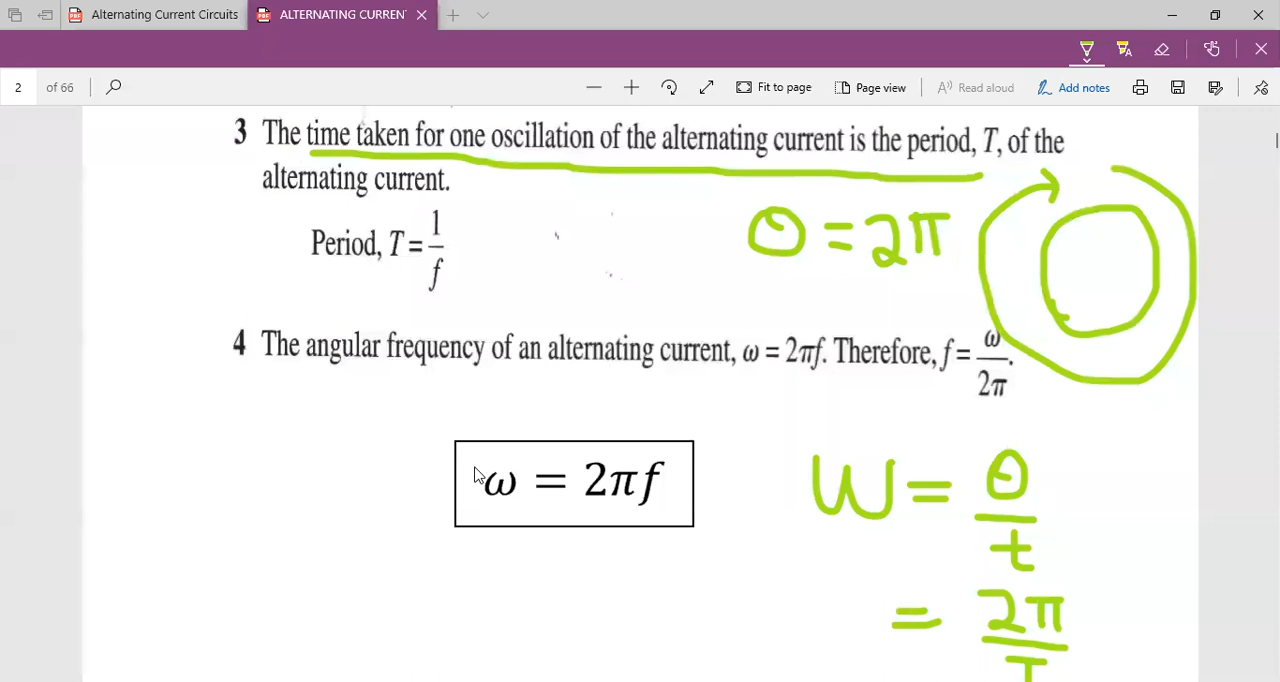 Alternating Current Circuits
ALTERNATING CURREN
2 of 66
Fit to page
Page view
Read aloud
Add notes
3 The time taken for one oscillation of the alternating current is the period, T, of the
alternating current.
θ = 2π
Period, T = 1/f
4 The angular frequency of an alternating current, ω = 2πf. Therefore, f = ω/2π.
ω = 2πf
W = θ/t
= 2π/T